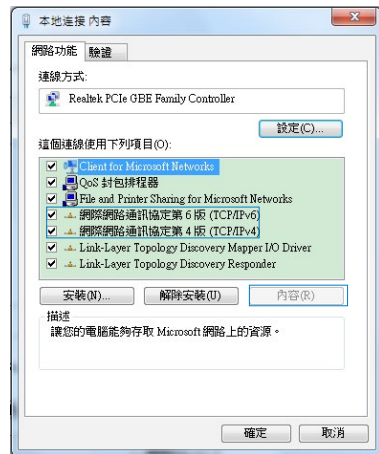 本地连接 內容
網路功能 驗證
連線方式:
Realtek PCIe GBE Family Controller
設定(C)...
這個連線使用下列項目(O):
Client for Microsoft Networks
QoS 封包排程器
File and Printer Sharing for Microsoft Networks
網際網路通訊協定第 6 版 (TCP/IPv6)
網際網路通訊協定第 4 版 (TCP/IPv4)
Link-Layer Topology Discovery Mapper I/O Driver
Link-Layer Topology Discovery Responder
安裝(N)... 解除安裝(U) 內容(R)
描述
讓您的電腦能夠存取 Microsoft 網路上的資源。
確定 取消